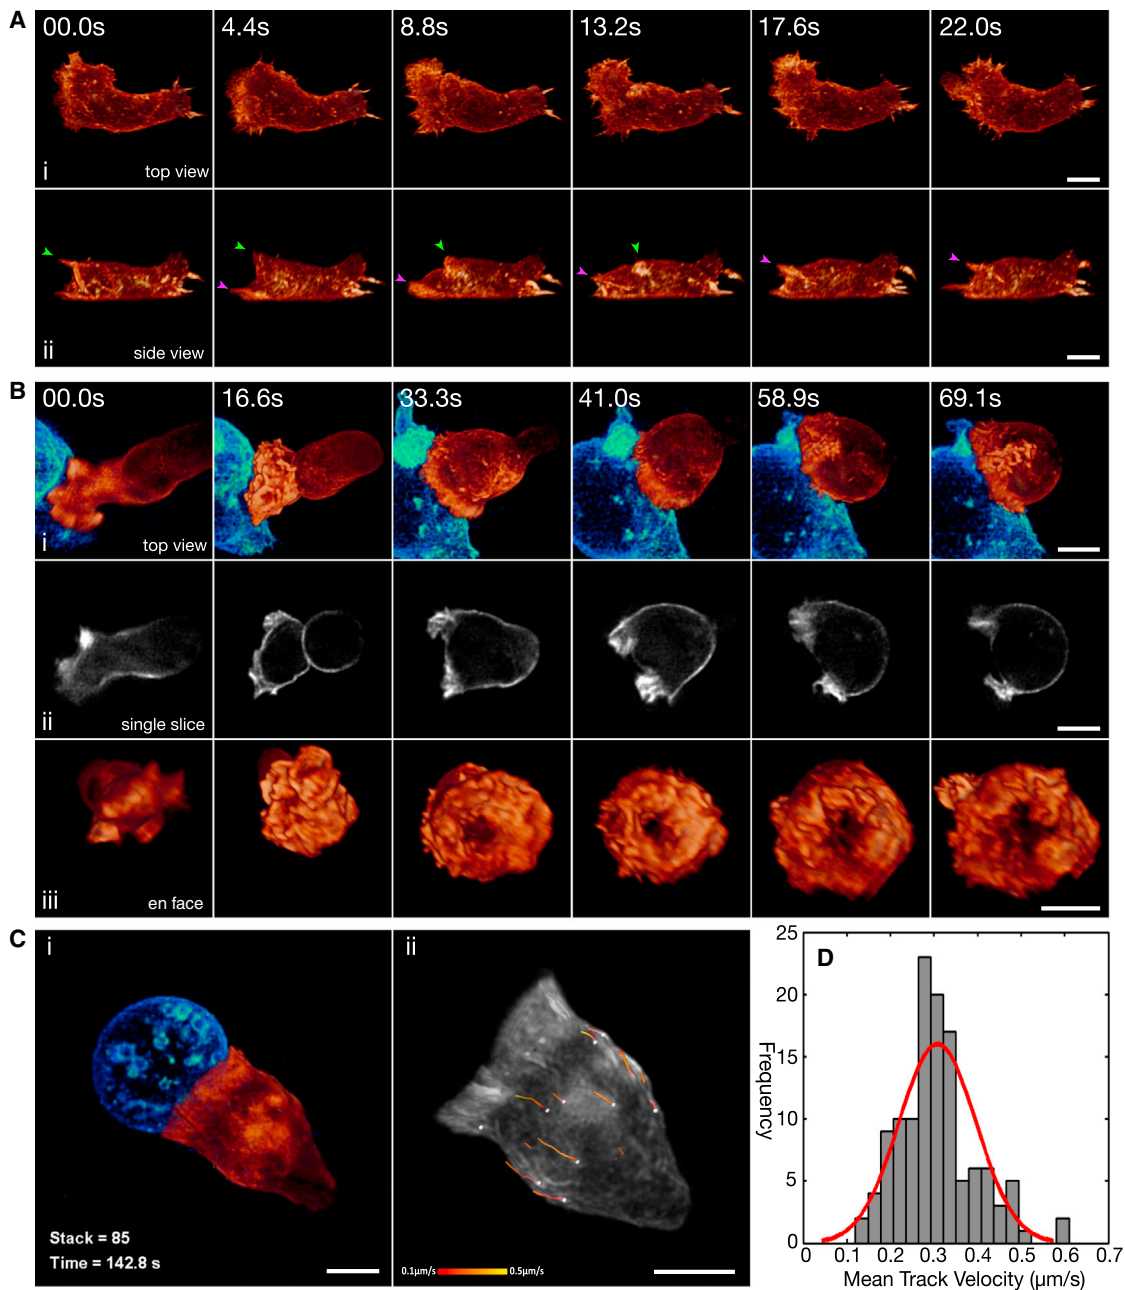 A
00.0s 4.4s 8.8s 13.2s 17.6s 22.0s
i top view
ii side view
B
00.0s 16.6s 33.3s 41.0s 58.9s 69.1s
i top view
ii single slice
iii en face
C
i
Stack = 85
Time = 142.8 s
ii
0.1µm/s 0.5µm/s
D
25
20
15
10
5
0
Frequency
0 0.1 0.2 0.3 0.4 0.5 0.6 0.7
Mean Track Velocity (µm/s)